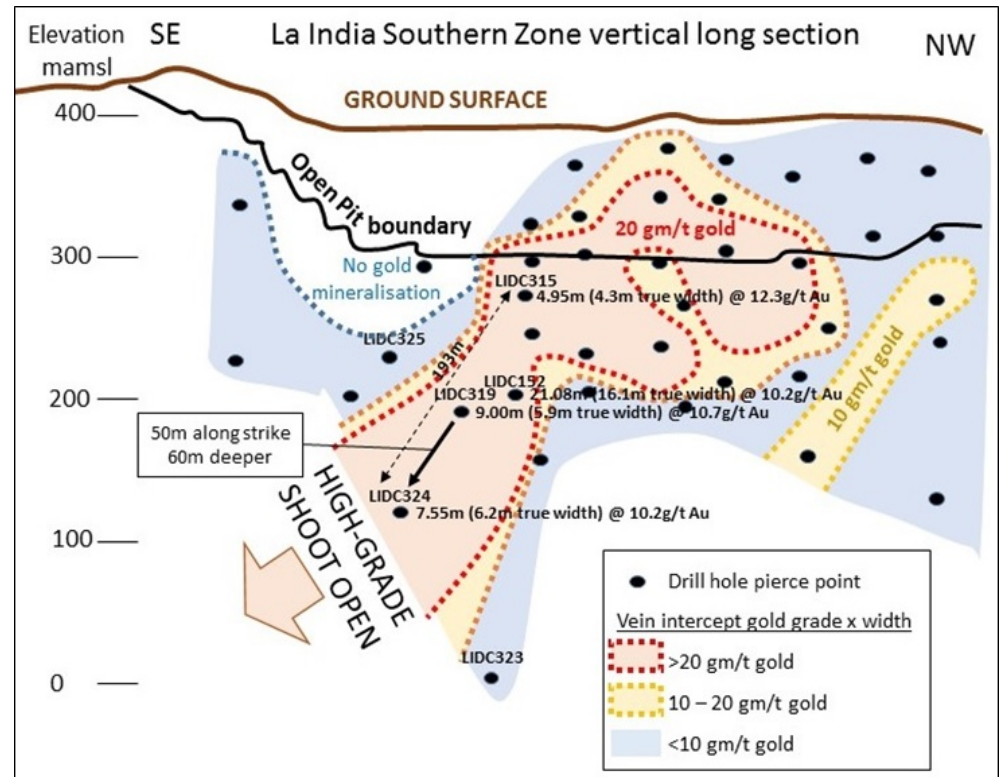 Elevation
mamsl
SE
La India Southern Zone vertical long section
NW
GROUND SURFACE
400
Open Pit boundary
300
20 gm/t gold
No gold
mineralisation
LIDC315
4.95m (4.3m true width) @ 12.3g/t Au
LIDC325
193m
10 gm/t gold
200
LIDC152
21.08m (16.1m true width) @ 10.2g/t Au
LIDC319
9.00m (5.9m true width) @ 10.7g/t Au
50m along strike
60m deeper
LIDC324
7.55m (6.2m true width) @ 10.2g/t Au
HIGH-GRADE
SHOOT OPEN
100
LIDC323
0
Drill hole pierce point
Vein intercept gold grade x width
>20 gm/t gold
10 – 20 gm/t gold
<10 gm/t gold